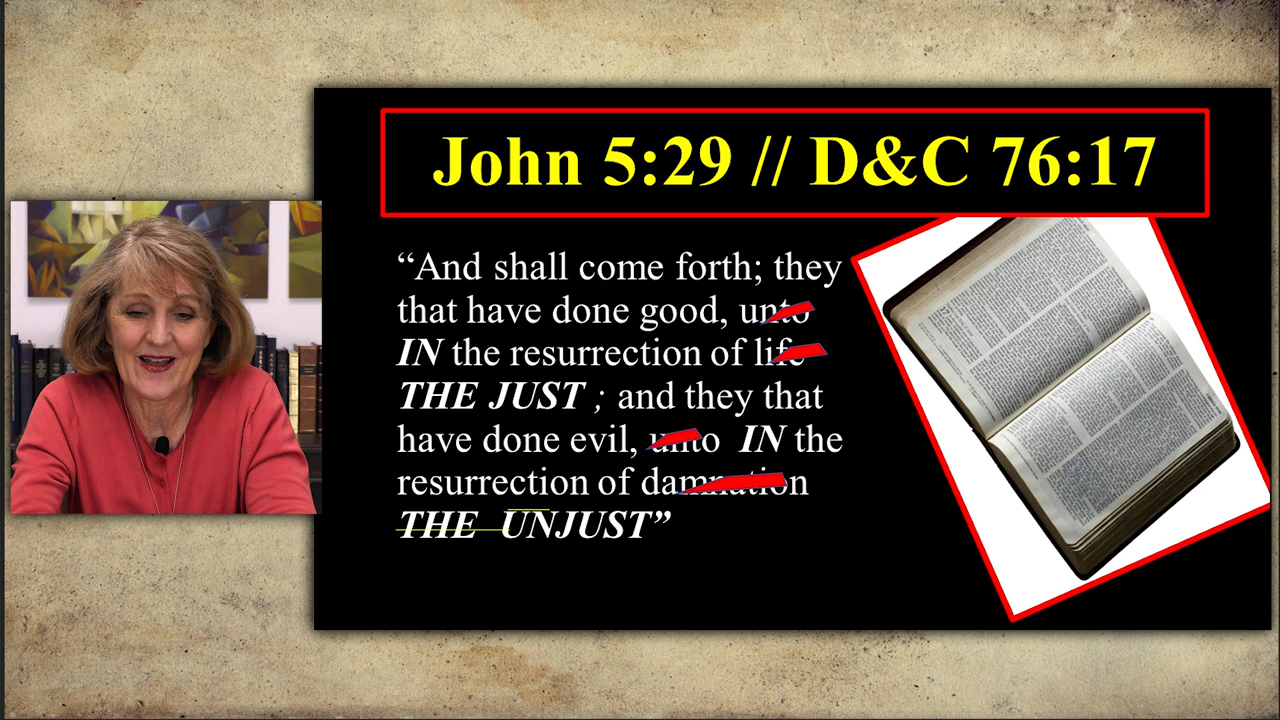 John 5:29 // D&C 76:17
“And shall come forth; they
that have done good, unto
IN the resurrection of life
THE JUST ; and they that
have done evil, unto IN the
resurrection of damnation
THE UNJUST”